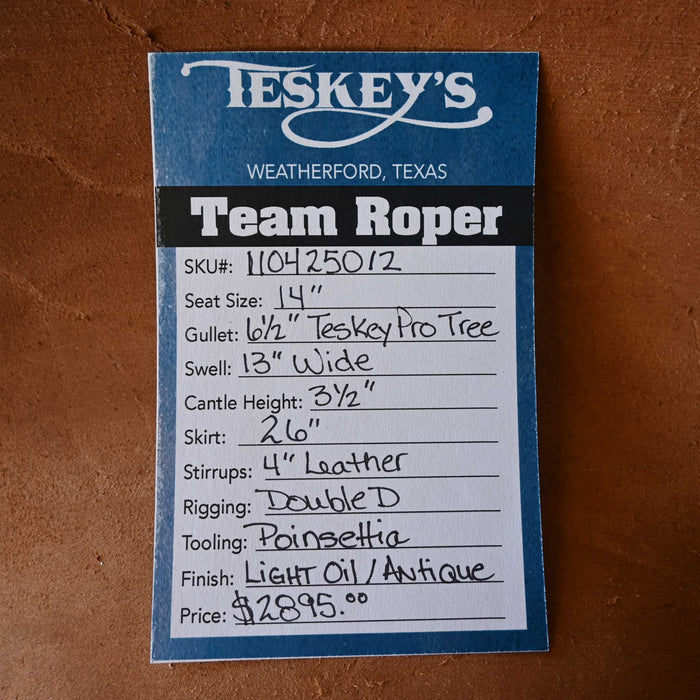 TESKEY'S
WEATHERFORD, TEXAS
Team Roper
SKU#: 110425012
Seat Size: 14"
Gullet: 6½" Teskey Pro Tree
Swell: 13" Wide
Cantle Height: 3½"
Skirt: 26"
Stirrups: 4" Leather
Rigging: Double D
Tooling: Poinsettia
Finish: LIGHT Oil / ANTiQue
Price: $2895.00